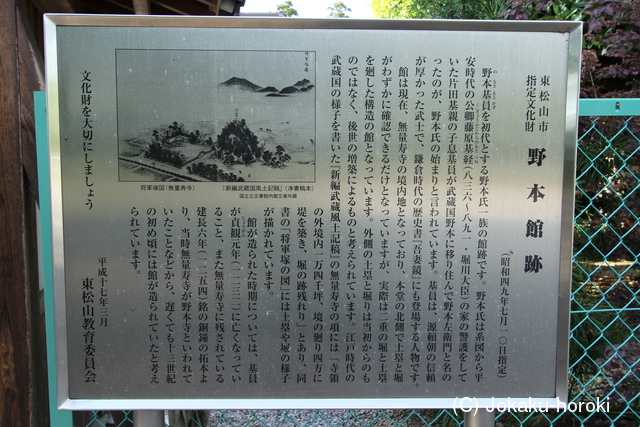 東松山市
指定文化財
野本館跡
(昭和四九年七月一〇日指定)
野本基員を初代とする野本氏一族の館跡です。野本氏は系図から平
安時代の公卿藤原基経(八三六-八九一・堀川大臣)の家の警護をして
いた片田基親の子息基員が武蔵国野本に移り住んで野本左衛門と名の
ったのが、野本氏の始まりと言われています。基員は、源頼朝の信頼
が厚かった武士で、鎌倉時代の歴史書『吾妻鏡』にも登場する人物です。
館は現在、無量寿寺の境内地となっており、本堂の北側で土塁と堀
がわずかに確認できるだけとなっていますが、実際は二重の堀と土塁
を廻した構造の館となっています。外側の土塁と堀りは当初からのも
のではなく、後世の増築によるものと考えられています。江戸時代の
武蔵国の様子を書いた『新編武蔵風土記稿』の無量寿寺の項には「寺領
の外境内一万四千坪、境の廻り四方に
堤を築き、堀の跡残れり」とあり、同
書の「将軍塚の図」には土塁や堀の様子
が描かれています。
館が造られた時期については、基員
が貞観元年(一二三二)に亡くなってい
ること、また無量寿寺に残されている
建長六年(一二五四)銘の銅鐘の拓本よ
り、当時無量寿寺が野本寺といわれて
いたことなどから、遅くても十三世紀
の初め頃には館が造られていたと考え
られています。
平成十七年三月
東松山教育委員会
将軍塚図(無量寿寺)
「新編武蔵国風土記稿」(浄書稿本)
国立公文書館内閣文庫所蔵
文化財を大切にしましょう
(C) Jokaku-horoki